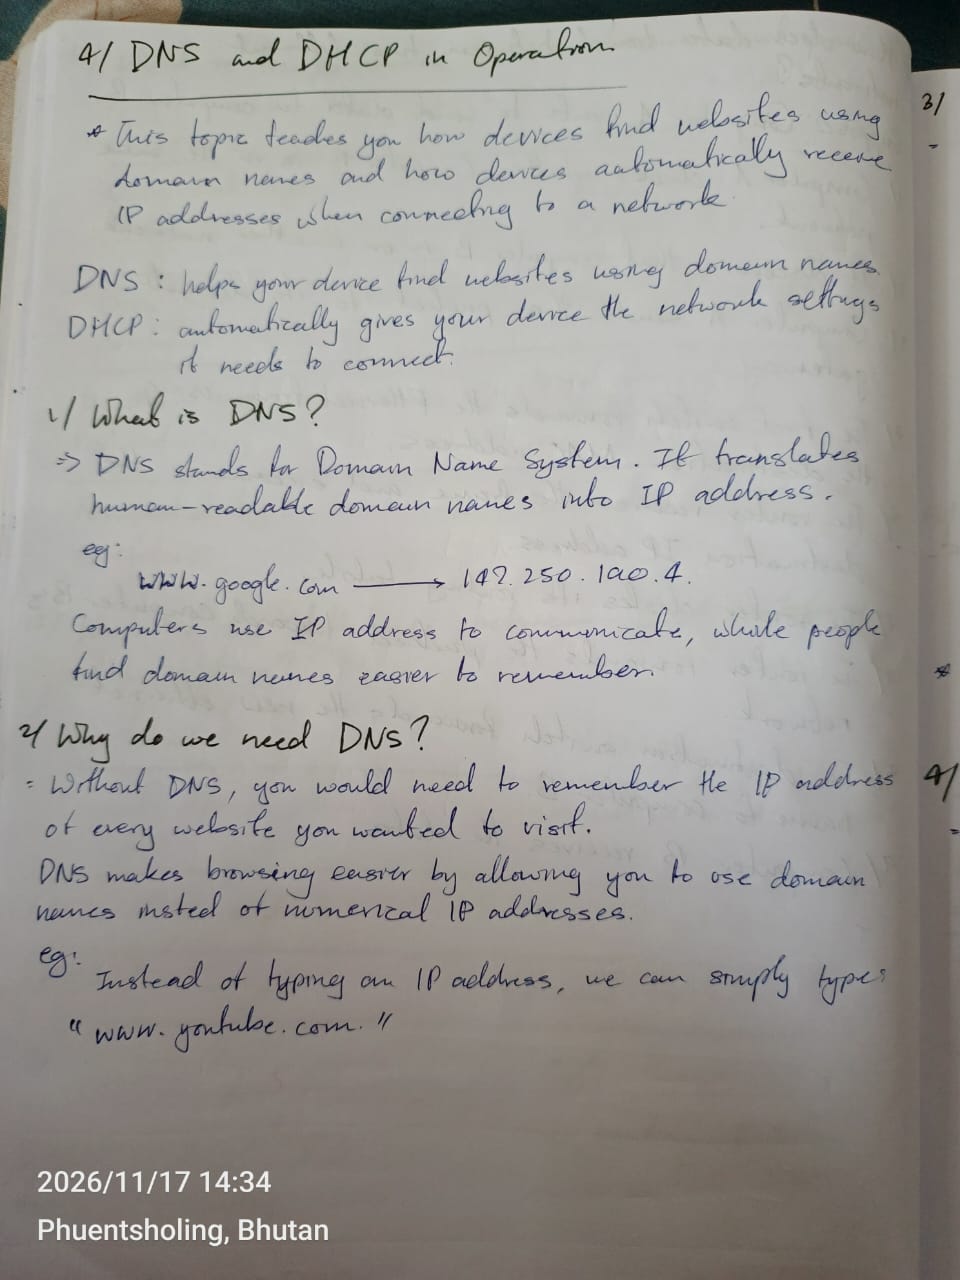 4/ DNS and DHCP in Operation
* This topic teaches you how devices find websites using
domain names and how devices automatically receive
IP addresses when connecting to a network.
DNS : helps your device find websites using domain names.
DHCP : automatically gives your device the network settings
it needs to connect.
1/ What is DNS?
=> DNS stands for Domain Name System. It translates
human-readable domain names into IP address.
eg:
www.google.com ⟶ 142.250.190.4.
Computers use IP address to communicate, while people
find domain names easier to remember.
2/ Why do we need DNS?
= Without DNS, you would need to remember the IP address
of every website you wanted to visit.
DNS makes browsing easier by allowing you to use domain
names insted of numerical IP addresses.
eg:
Instead of typing an IP address, we can simply type:
"www.youtube.com."
3/
-
*
4/
-
2026/11/17 14:34
Phuentsholing, Bhutan